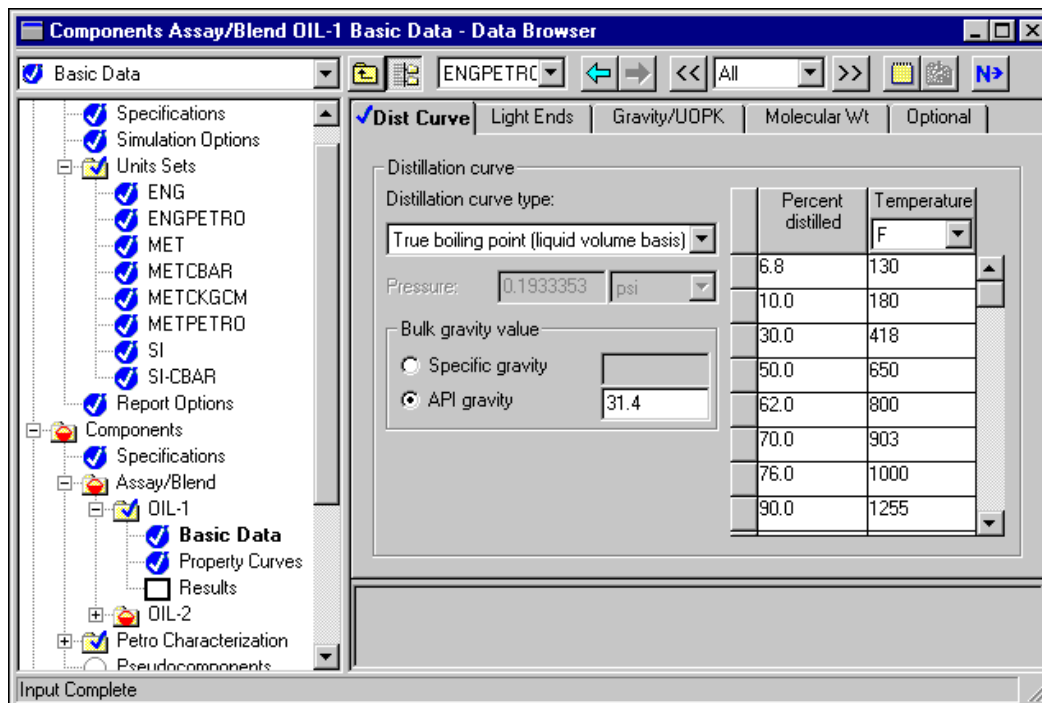 Components Assay/Blend OIL-1 Basic Data - Data Browser
Basic Data
ENGPETRO
<<
All
>>
N
Specifications
Simulation Options
Units Sets
ENG
ENGPETRO
MET
METCBAR
METCKGCM
METPETRO
SI
SI-CBAR
Report Options
Components
Specifications
Assay/Blend
OIL-1
Basic Data
Property Curves
Results
OIL-2
Petro Characterization
Pseudocomponents
Dist Curve Light Ends Gravity/UOPK Molecular Wt Optional
Distillation curve
Distillation curve type:
True boiling point (liquid volume basis)
Pressure: 0.1933353 psi
Bulk gravity value
Specific gravity
API gravity 31.4
Percent distilled Temperature
F
6.8 130
10.0 180
30.0 418
50.0 650
62.0 800
70.0 903
76.0 1000
90.0 1255
Input Complete